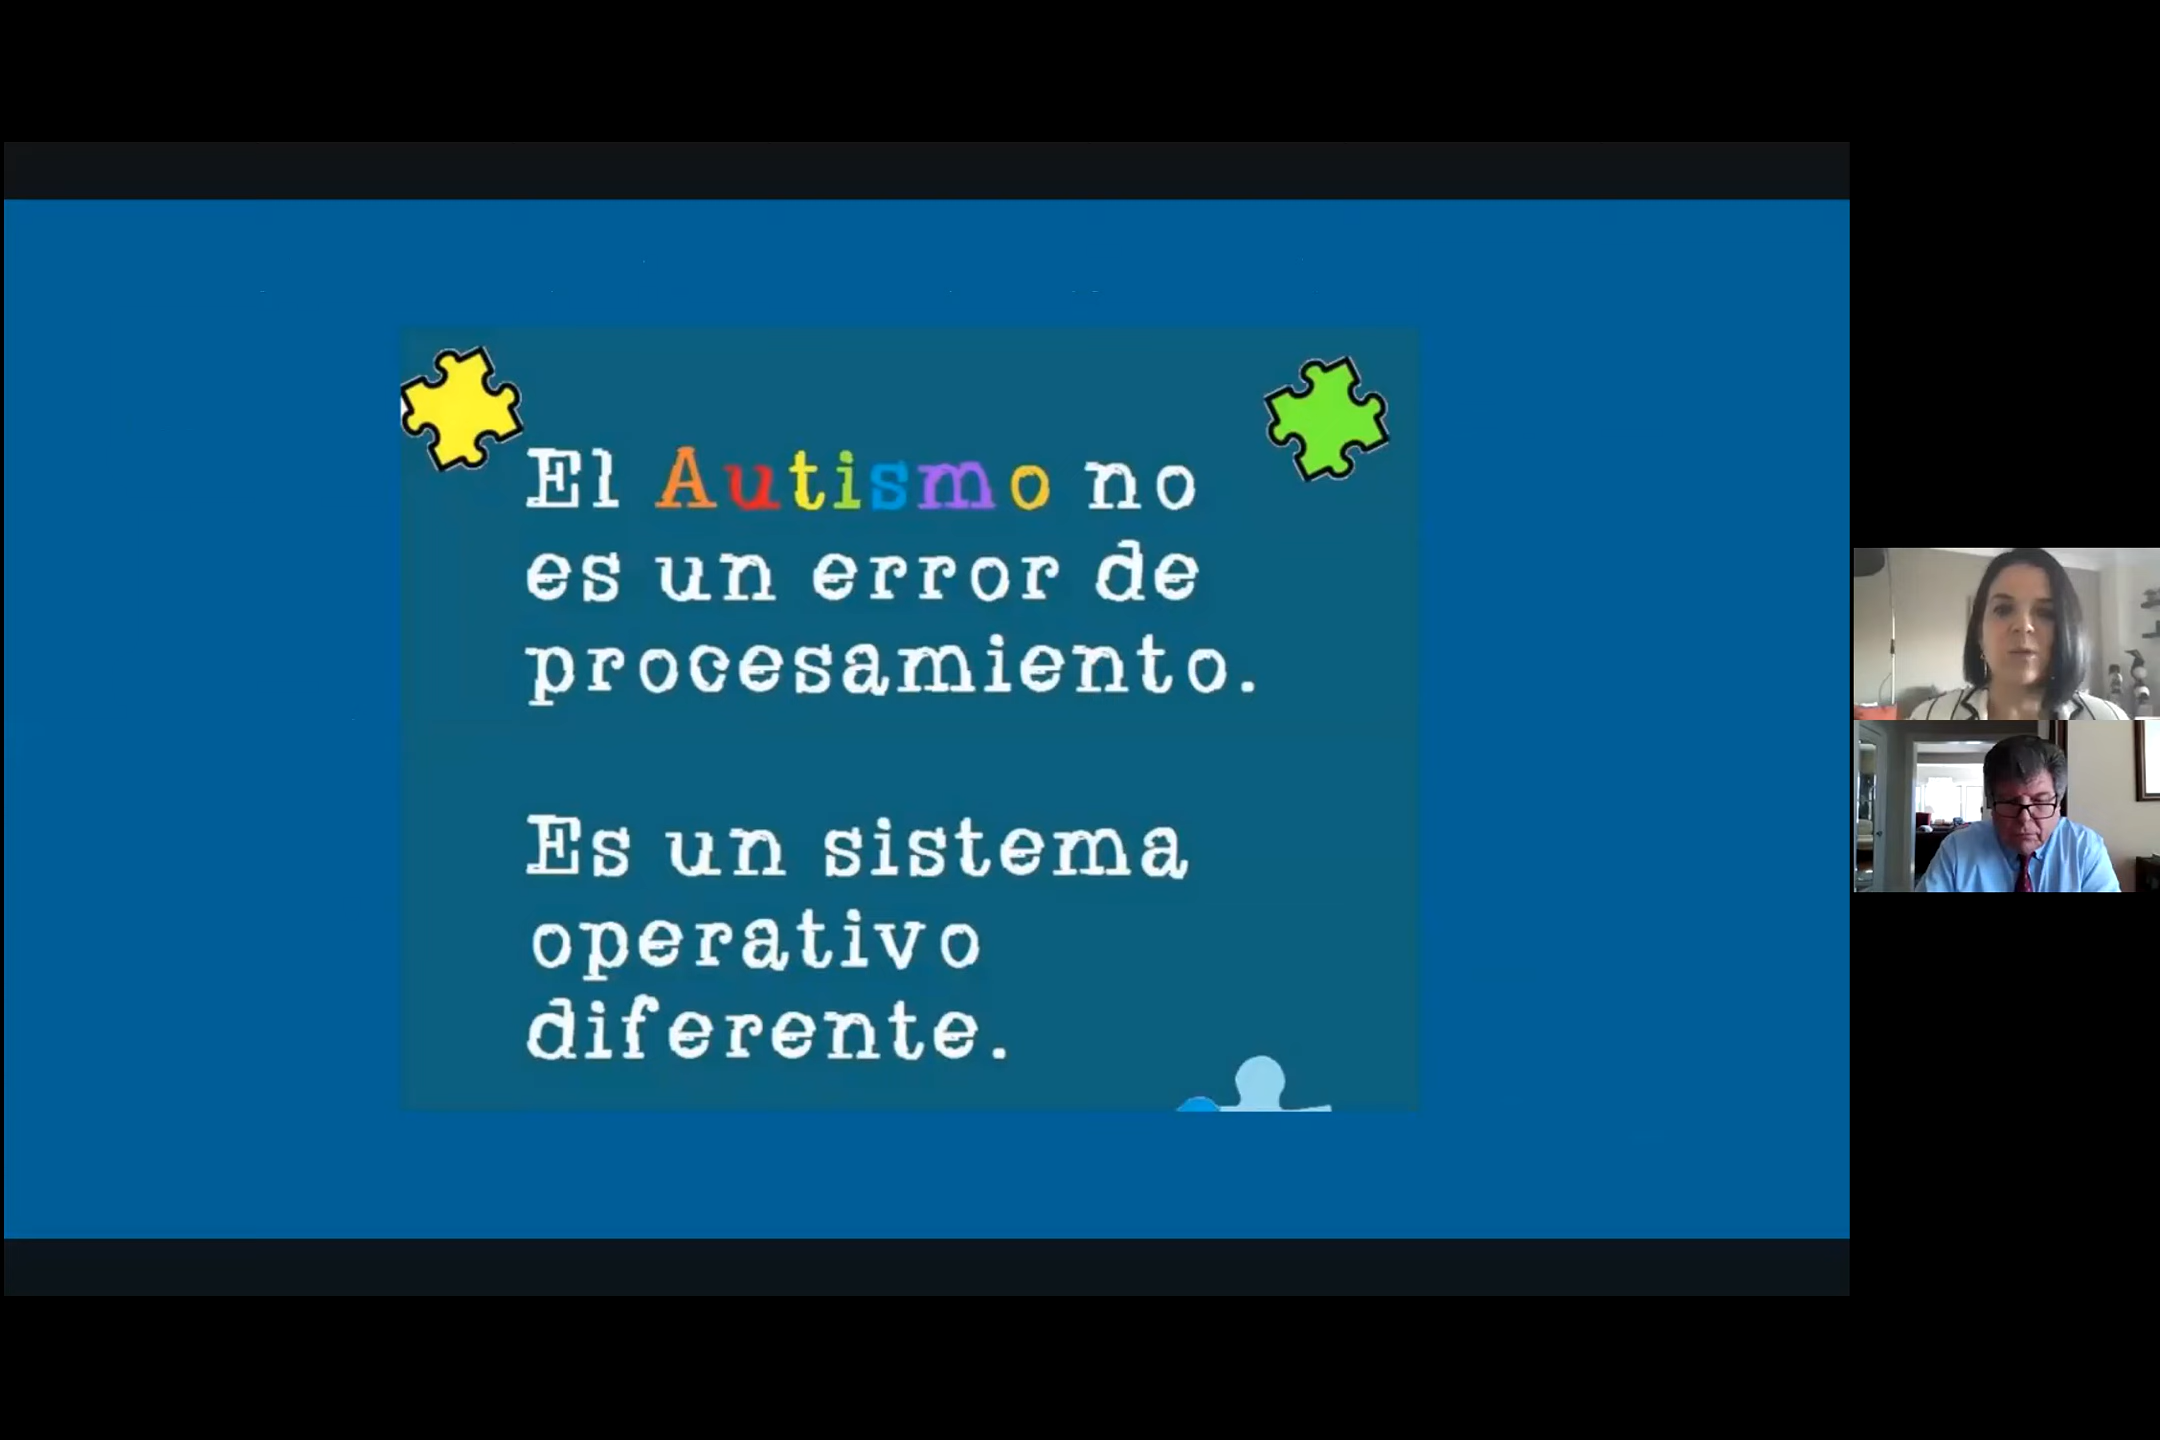 El Autismo no
es un error de
procesamiento.
Es un sistema
operativo
diferente.